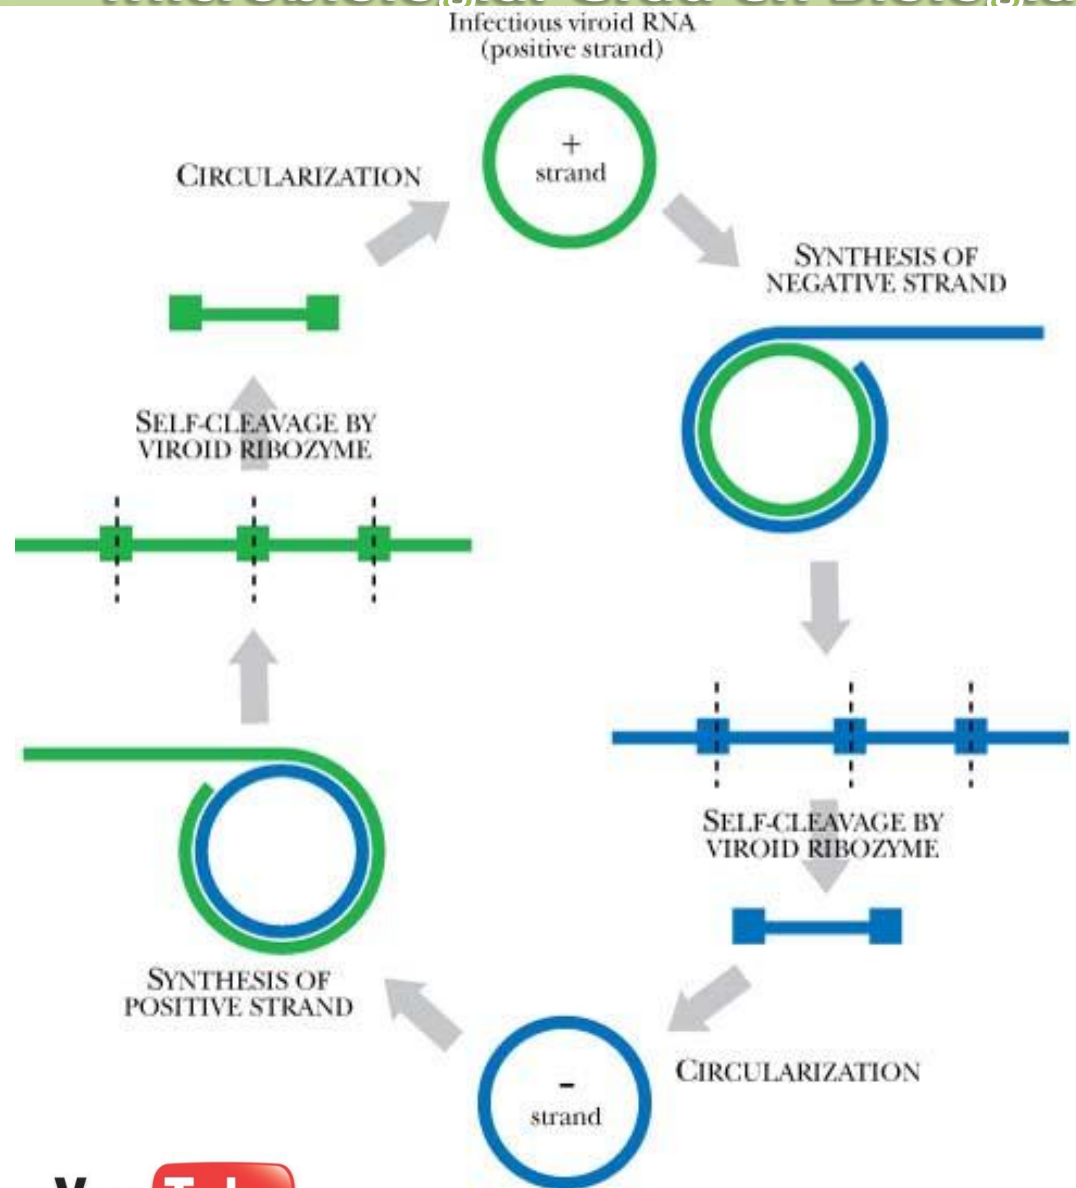 Infectious viroid RNA
(positive strand)
+
strand
CIRCULARIZATION
SYNTHESIS OF
NEGATIVE STRAND
SELF-CLEAVAGE BY
VIROID RIBOZYME
SELF-CLEAVAGE BY
VIROID RIBOZYME
SYNTHESIS OF
POSITIVE STRAND
CIRCULARIZATION
-
strand